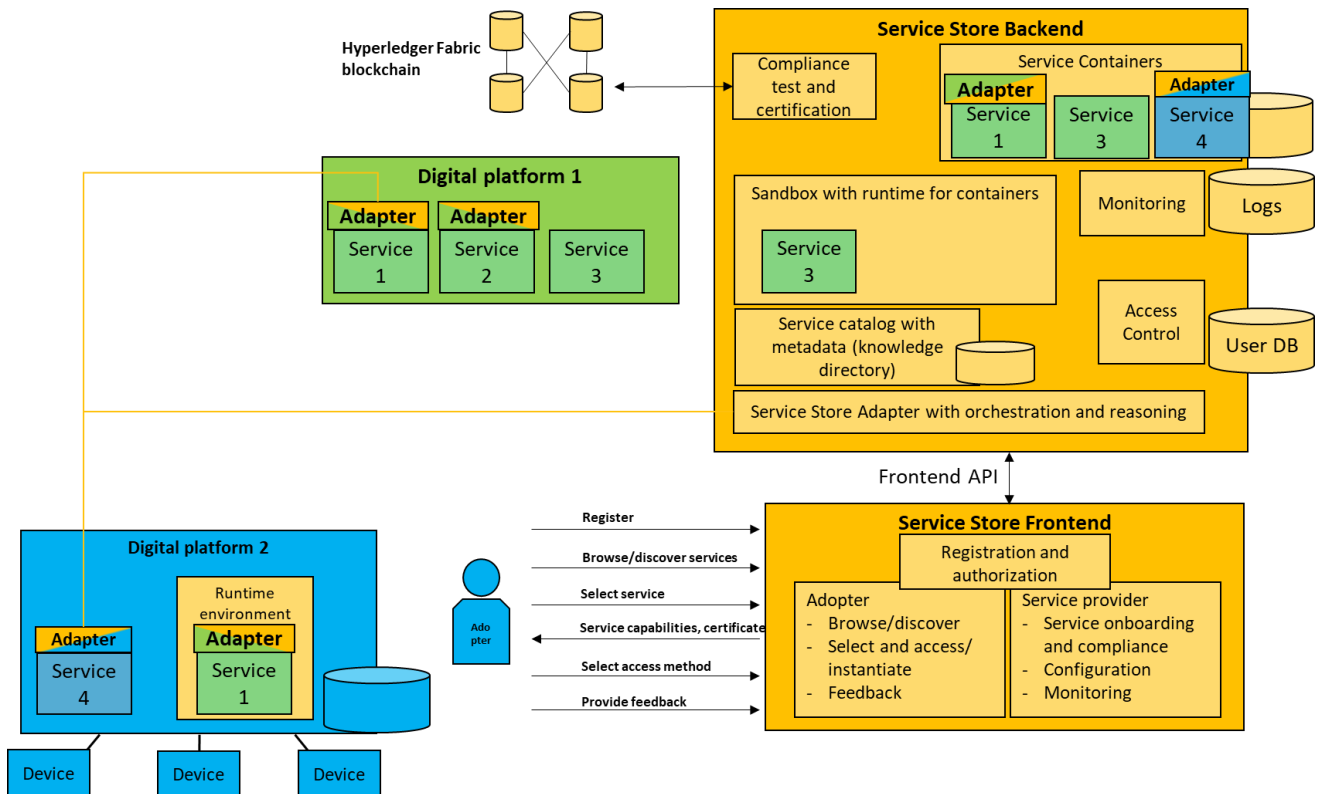 Hyperledger Fabric
blockchain
Service Store Backend
Compliance
test and
certification
Service Containers
Adapter
Service
1
Service
3
Adapter
Service
4
Digital platform 1
Adapter
Service
1
Adapter
Service
2
Service
3
Sandbox with runtime for containers
Service
3
Monitoring
Logs
Service catalog with
metadata (knowledge
directory)
Access
Control
User DB
Service Store Adapter with orchestration and reasoning
Frontend API
Digital platform 2
Runtime
environment
Adapter
Service
4
Adapter
Service
1
Device
Device
Device
Ado
pter
Register
Browse/discover services
Select service
Service capabilities, certificate
Select access method
Provide feedback
Service Store Frontend
Registration and
authorization
Adopter
- Browse/discover
- Select and access/
instantiate
- Feedback
Service provider
- Service onboarding
and compliance
- Configuration
- Monitoring